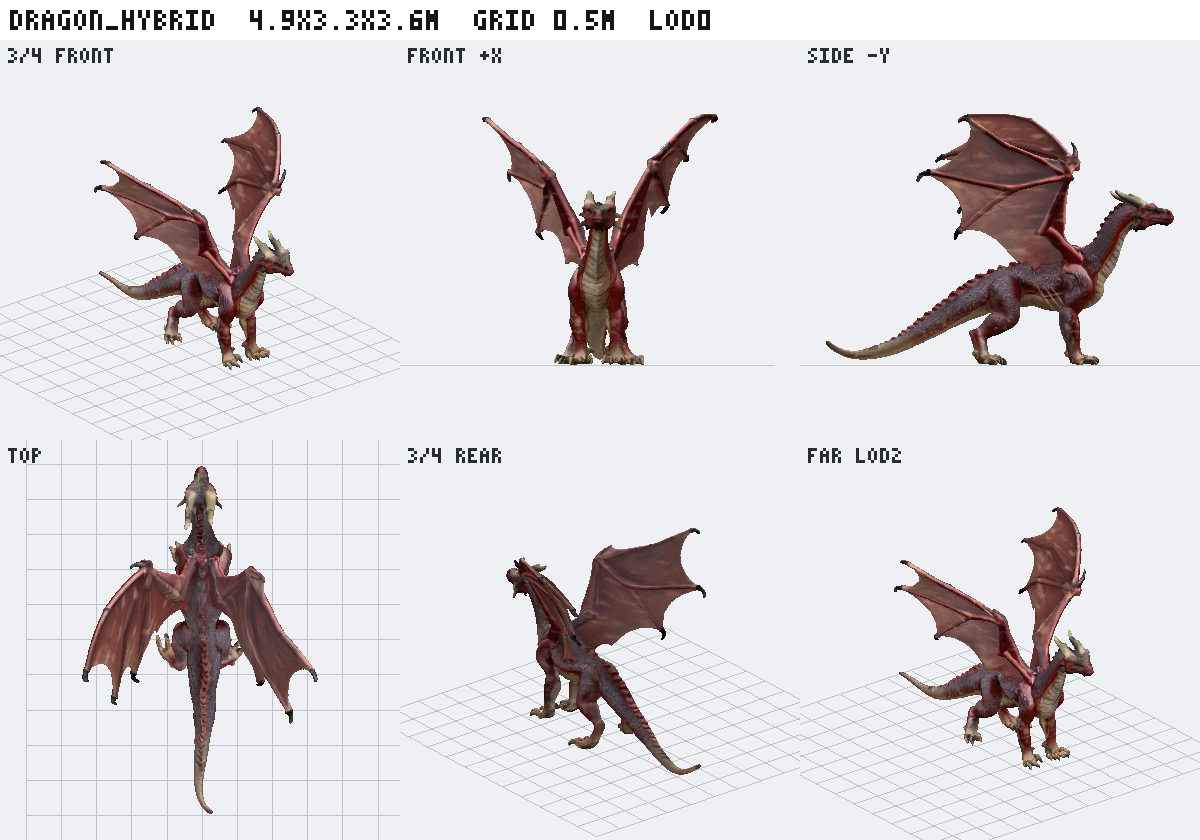 DRAGON_HYBRID  4.9X3.3X3.6M  GRID 0.5M  LOD0
3/4 FRONT
FRONT +X
SIDE -Y
TOP
3/4 REAR
FAR LOD2